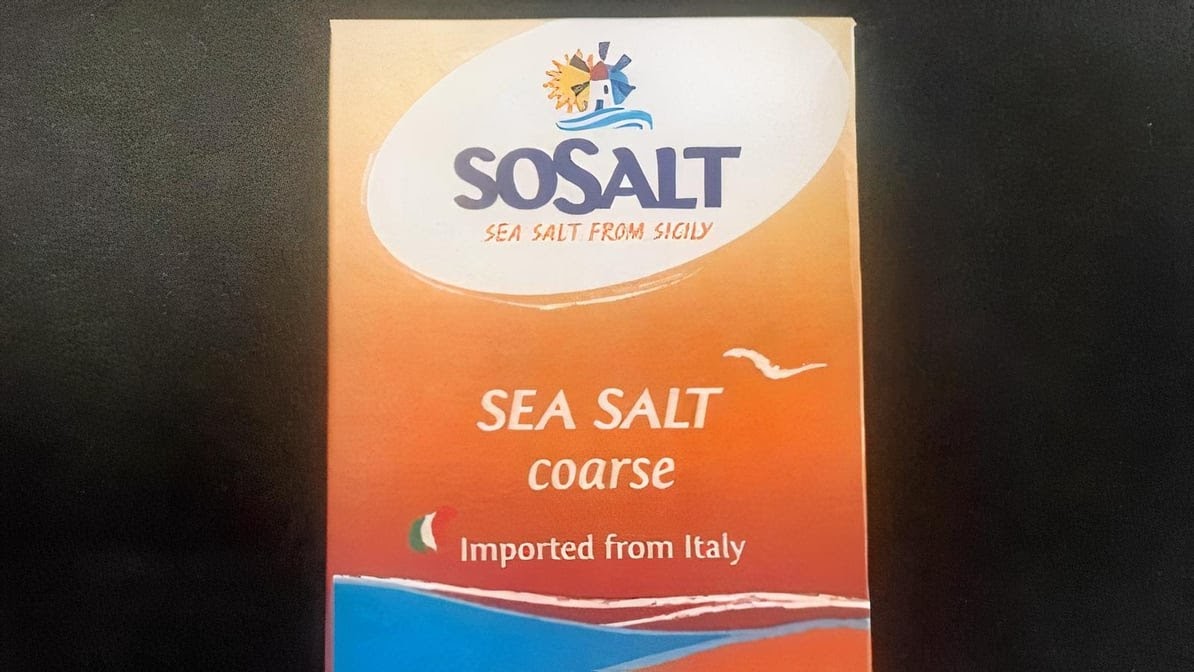 SOSALT
SEA SALT FROM SICILY
SEA SALT
coarse
Imported from Italy